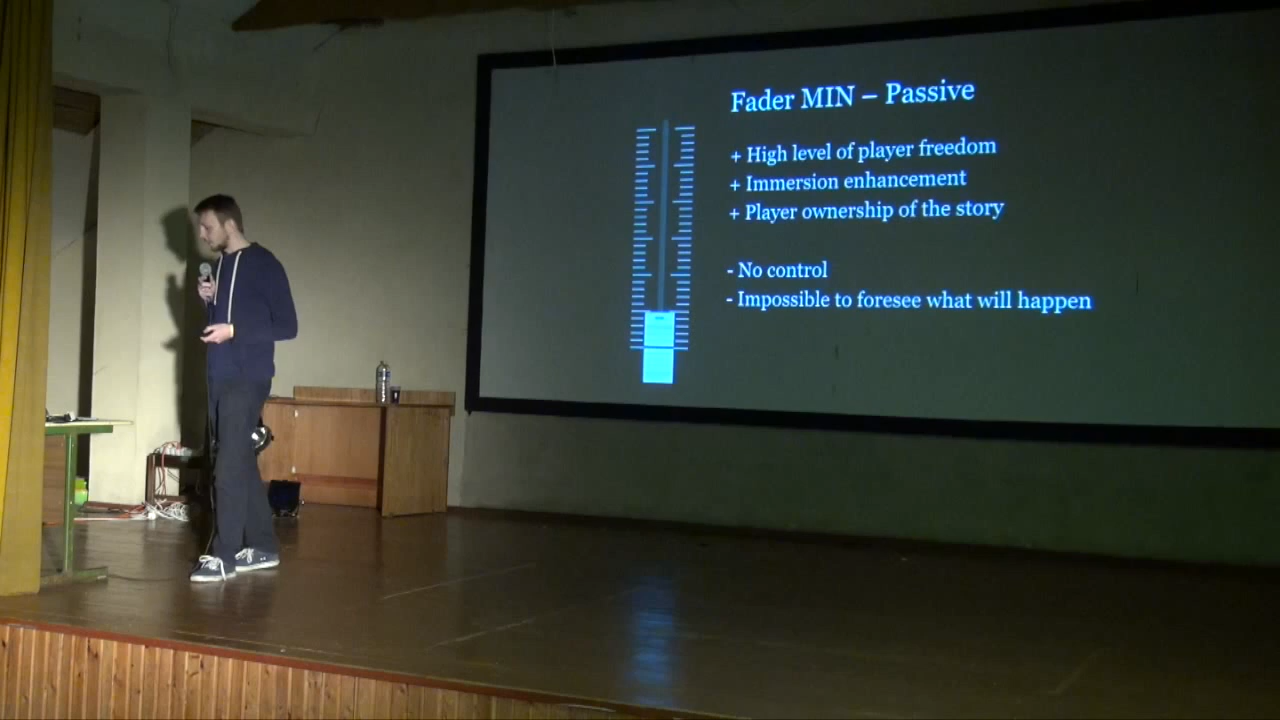 Fader MIN – Passive
+ High level of player freedom
+ Immersion enhancement
+ Player ownership of the story
- No control
- Impossible to foresee what will happen